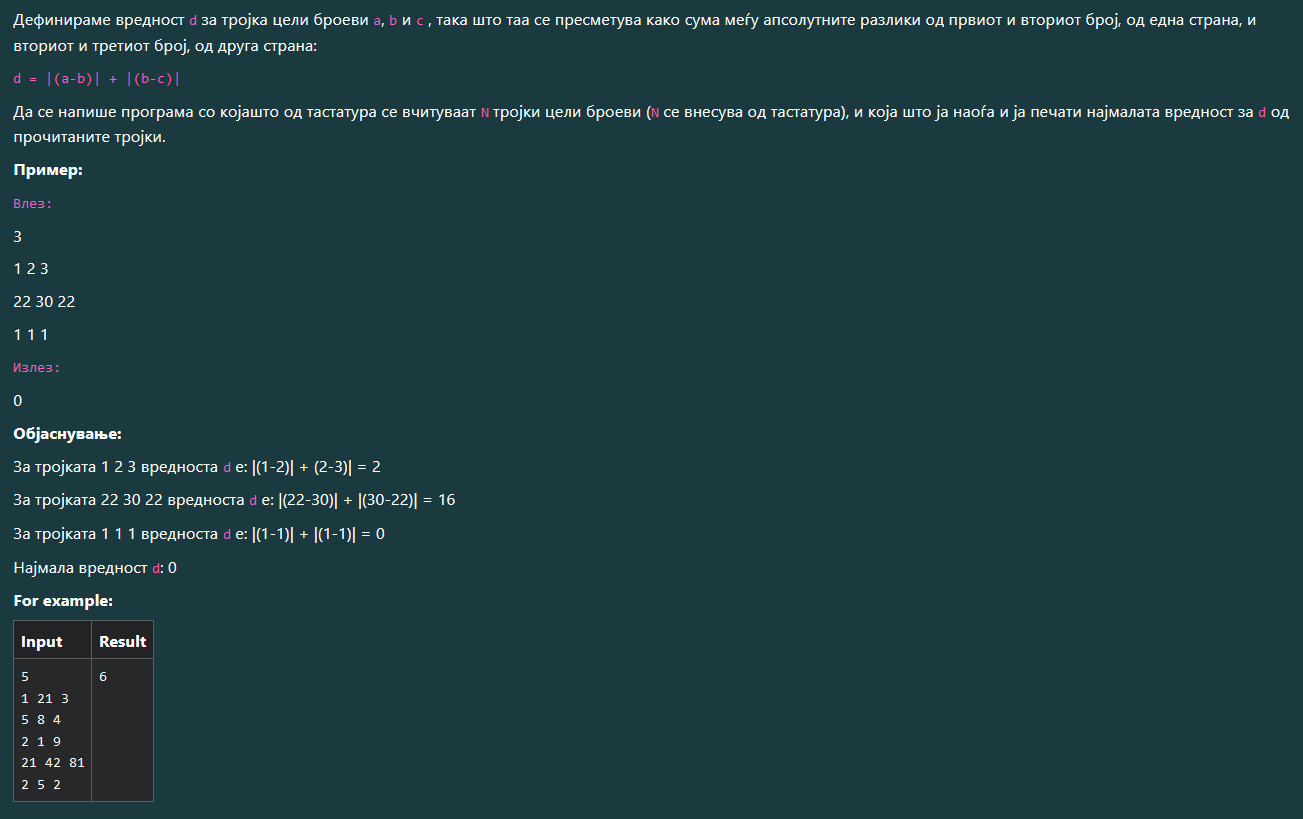 Дефинираме вредност d за тројка цели броеви a, b и c , така што таа се пресметува како сума меѓу апсолутните разлики од првиот и вториот број, од една страна, и
вториот и третиот број, од друга страна:
d = |(a-b)| + |(b-c)|
Да се напише програма со којашто од тастатура се вчитуваат N тројки цели броеви (N се внесува од тастатура), и која што ја наоѓа и ја печати најмалата вредност за d од
прочитаните тројки.
Пример:
Влез:
3
1 2 3
22 30 22
1 1 1
Излез:
0
Објаснување:
За тројката 1 2 3 вредноста d е: |(1-2)| + (2-3)| = 2
За тројката 22 30 22 вредноста d е: |(22-30)| + |(30-22)| = 16
За тројката 1 1 1 вредноста d е: |(1-1)| + |(1-1)| = 0
Најмала вредност d: 0
For example:
Input Result
5 6
1 21 3
5 8 4
2 1 9
21 42 81
2 5 2